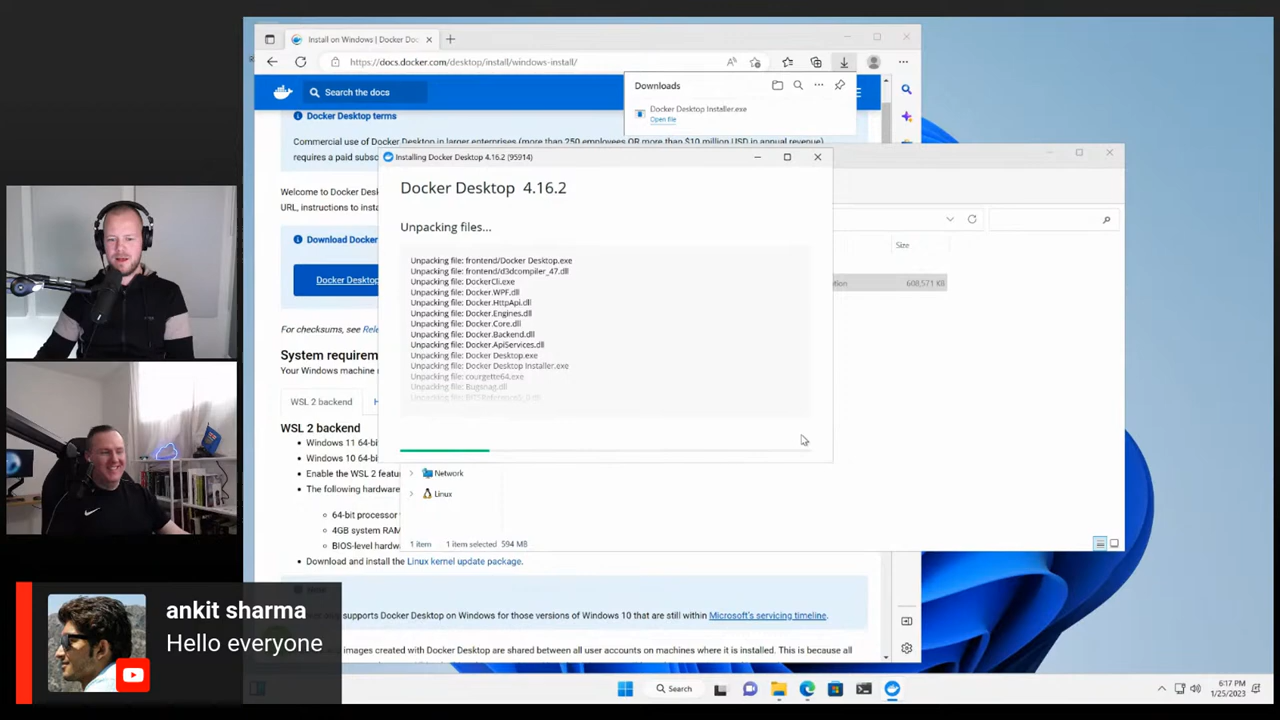 Install on Windows | Docker Do
https://docs.docker.com/desktop/install/windows-install/
Search the docs
Downloads
Docker Desktop Installer.exe
Open file
Docker Desktop terms
Commercial use of Docker Desktop in larger enterprises (more than 250 employees OR more than $10 million USD in annual revenue)
requires a paid subs
Installing Docker Desktop 4.16.2 (95914)
Docker Desktop 4.16.2
Unpacking files...
Unpacking file: frontend/Docker Desktop.exe
Unpacking file: frontend/d3dcompiler_47.dll
Unpacking file: DockerCli.exe
Unpacking file: Docker.WPF.dll
Unpacking file: Docker.HttpApi.dll
Unpacking file: Docker.Engines.dll
Unpacking file: Docker.Core.dll
Unpacking file: Docker.Backend.dll
Unpacking file: Docker.ApiServices.dll
Unpacking file: Docker Desktop.exe
Unpacking file: Docker Desktop Installer.exe
Unpacking file: courgette64.exe
Unpacking file: Bugsnag.dll
Unpacking file:
Welcome to Docker Des
URL, instructions to insta
Download Docker
Docker Desktop
For checksums, see Rele
System requirem
Your Windows machine
WSL 2 backend
H
WSL 2 backend
Windows 11 64-bi
Windows 10 64-bi
Enable the WSL 2 featu
The following hardware
64-bit processor
4GB system RAM
BIOS-level hardw
Download and install the Linux kernel update package.
Size
tion
608,571 KB
Network
Linux
1 item
1 item selected 594 MB
supports Docker Desktop on Windows for those versions of Windows 10 that are still within Microsoft's servicing timeline.
images created with Docker Desktop are shared between all user accounts on machines where it is installed. This is because all
ankit sharma
Hello everyone
Search
6:17 PM
1/25/2023